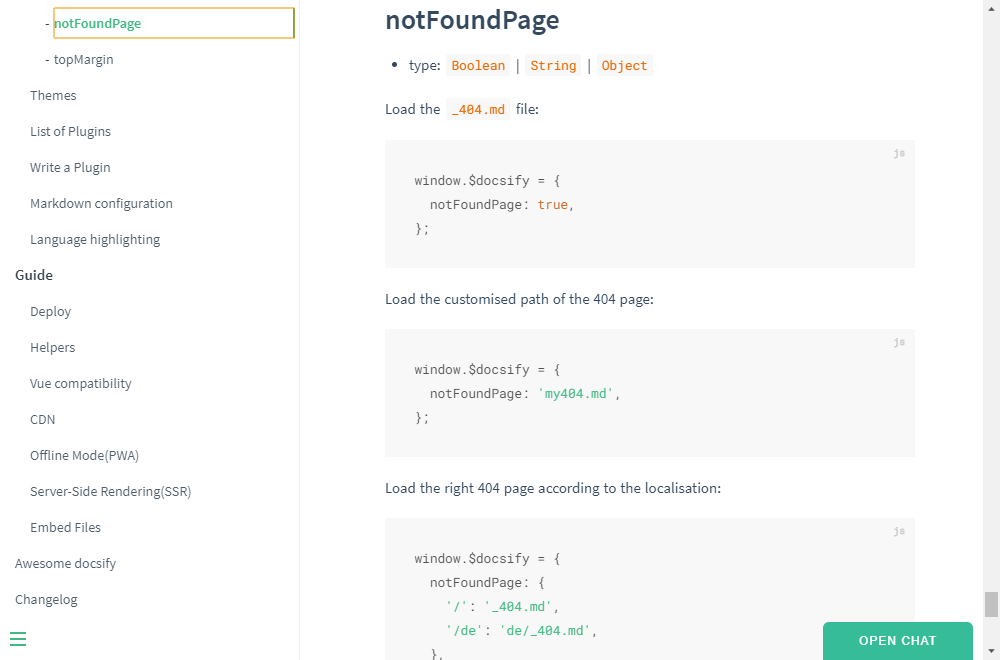 - notFoundPage
- topMargin
Themes
List of Plugins
Write a Plugin
Markdown configuration
Language highlighting
Guide
Deploy
Helpers
Vue compatibility
CDN
Offline Mode(PWA)
Server-Side Rendering(SSR)
Embed Files
Awesome docsify
Changelog
notFoundPage
• type: Boolean | String | Object
Load the _404.md file:
js
window.$docsify = {
  notFoundPage: true,
};
Load the customised path of the 404 page:
js
window.$docsify = {
  notFoundPage: 'my404.md',
};
Load the right 404 page according to the localisation:
js
window.$docsify = {
  notFoundPage: {
    '/': '_404.md',
    '/de': 'de/_404.md',
  },
OPEN CHAT